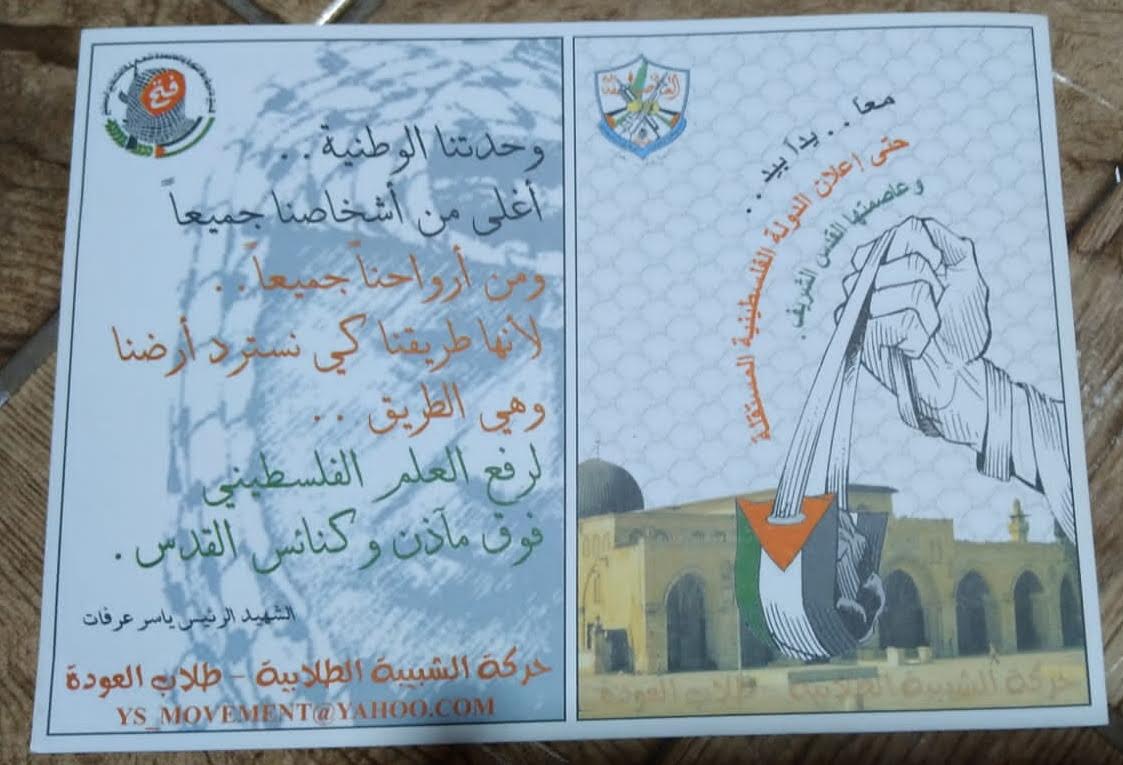 معاً.. يداً بيد..
حتى إعلان الدولة الفلسطينية المستقلة
وعاصمتها القدس الشريف.
حركة الشبيبة الطلابية - طلاب العودة
فتح
وحدتنا الوطنية..
أغلى من أشخاصنا جميعاً
ومن أرواحناً جميعاً..
لأنها طريقنا كي نسترد أرضنا
وهي الطريق ..
لرفع العلم الفلسطيني
فوق مآذن وكنائس القدس.
الشهيد الرئيس ياسر عرفات
حركة الشبيبة الطلابية - طلاب العودة
YS_MOVEMENT@YAHOO.COM